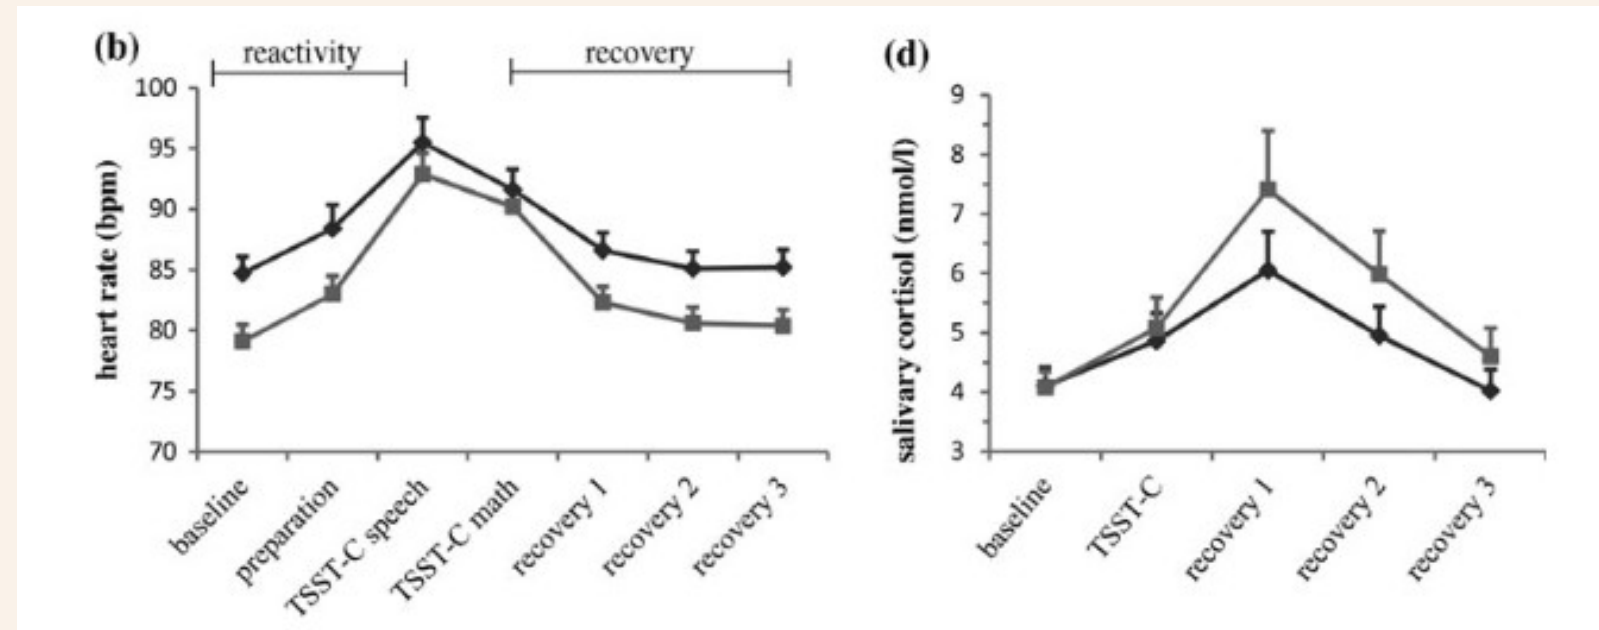 (b)
reactivity
recovery
heart rate (bpm)
100
95
90
85
80
75
70
baseline
preparation
TSST-C speech
TSST-C math
recovery 1
recovery 2
recovery 3
(d)
salivary cortisol (nmol/l)
9
8
7
6
5
4
3
baseline
TSST-C
recovery 1
recovery 2
recovery 3